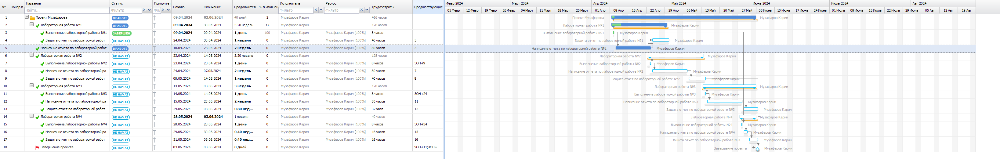 № Номер в Название Статус Приоритет Начало Окончание Продолжитель % выполнен Исполнитель Ресурс Трудозатраты Предшествующие
Найти... Фильтр Фи. Фильтр Фильтр
Февр 2024 Март 2024 Апр 2024 Май 2024 Июнь 2024 Июль 2024 Авг 2024
05 Февр 12 Февр 19 Февр 26 Февр 04 Март 11 Март 18 Март 25 Март 01 Апр 08 Апр 15 Апр 22 Апр 29 Апр 06 Май 13 Май 20 Май 27 Май 03 Июнь 10 Июнь 17 Июнь 24 Июнь 01 Июль 08 Июль 15 Июль 22 Июль 29 Июль 05 Авг 12 Авг 19 Авг
1 Проект Музафарова В РАБОТЕ 09.04.2024 03.06.2024 40 дней 2 Музафаров Карин 416 часов Проект Музафарова Музафаров Карин
2 Лабораторная работа №1 В РАБОТЕ 09.04.2024 30.04.2024 3.20 недель 17 Музафаров Карин 128 часов Лабораторная работа №1 Музафаров Карин
3 Выполнение лабораторной работы №1 ЗАВЕРШЁН 09.04.2024 09.04.2024 1 день 100 Музафаров Карин Музафаров Карин [100%] 8 часов Выполнение лабораторной работы №1 Музафаров Карин
4 Защита отчет по лабораторной работ НЕ НАЧАТ 24.04.2024 30.04.2024 1 неделя 0 Музафаров Карин Музафаров Карин [100%] 40 часов 5 Защита отчет по лабораторной работе №1 Музафаров Карин
5 Написание отчета по лабораторной работ В РАБОТЕ 10.04.2024 23.04.2024 2 недель 0 Музафаров Карин Музафаров Карин [100%] 80 часов 3 Написание отчета по лабораторной работе №1 Музафаров Карин
6 Лабораторная работа №2 НЕ НАЧАТ 23.04.2024 14.05.2024 3.20 недель 0 Музафаров Карин 128 часов Лабораторная работа №2 Музафаров Карин
7 Выполнение лабораторной работы №2 НЕ НАЧАТ 23.04.2024 23.04.2024 1 день 0 Музафаров Карин Музафаров Карин [100%] 8 часов 3ОН+9 Выполнение лабораторной работы №2 Музафаров Карин
8 Написание отчета по лабораторной ра НЕ НАЧАТ 24.04.2024 07.05.2024 2 недель 0 Музафаров Карин Музафаров Карин [100%] 80 часов 7 Написание отчета по лабораторной работе №2 Музафаров Карин
9 Защита отчет по лабораторной работ НЕ НАЧАТ 08.05.2024 14.05.2024 1 неделя 0 Музафаров Карин Музафаров Карин [100%] 40 часов 8 Защита отчет по лабораторной работе №2 Музафаров Карин
10 Лабораторная работа №3 НЕ НАЧАТ 14.05.2024 03.06.2024 3 недель 0 Музафаров Карин 120 часов Лабораторная работа №3 Музафаров Карин
11 Выполнение лабораторной работы №3 НЕ НАЧАТ 14.05.2024 14.05.2024 1 день 0 Музафаров Карин Музафаров Карин [100%] 8 часов 3ОН+24 Выполнение лабораторной работы №3 Музафаров Карин
12 Написание отчета по лабораторной ра НЕ НАЧАТ 15.05.2024 28.05.2024 2 недель 0 Музафаров Карин Музафаров Карин [100%] 80 часов 11 Написание отчета по лабораторной работе №3 Музафаров Карин
13 Защита отчет по лабораторной работ НЕ НАЧАТ 29.05.2024 03.06.2024 0.80 нед... 0 Музафаров Карин Музафаров Карин [100%] 32 часа 12 Защита отчет по лабораторной работе №3 Музафаров Карин
14 Лабораторная работа №4 НЕ НАЧАТ 28.05.2024 03.06.2024 1 неделя 0 Музафаров Карин 40 часов Лабораторная работа №4 Музафаров Карин
15 Выполнение лабораторной работы №4 НЕ НАЧАТ 28.05.2024 28.05.2024 1 день 0 Музафаров Карин Музафаров Карин [100%] 8 часов 3ОН+34 Выполнение лабораторной работы №4 Музафаров Карин
16 Написание отчета по лабораторной ра НЕ НАЧАТ 29.05.2024 30.05.2024 0.40 нед... 0 Музафаров Карин Музафаров Карин [100%] 16 часов 15 Написание отчета по лабораторной работе №4 Музафаров Карин
17 Защита отчет по лабораторной работ НЕ НАЧАТ 31.05.2024 03.06.2024 0.40 нед... 0 Музафаров Карин Музафаров Карин [100%] 16 часов 16 Защита отчет по лабораторной работе №4 Музафаров Карин
18 Завершение проекта НЕ НАЧАТ 03.06.2024 03.06.2024 0 дней 0 Музафаров Карин 9ОН+11;4ОН+... Завершение проекта Музафаров Карин